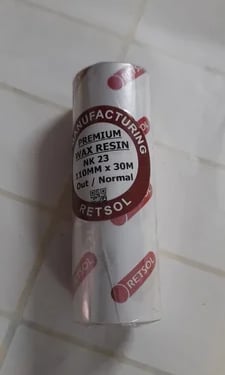 RETSOL
MANUFACTURING
PREMIUM
WAX RESIN
NK 23
110MM x 30M
Out / Normal
RETSOL
RETSOL